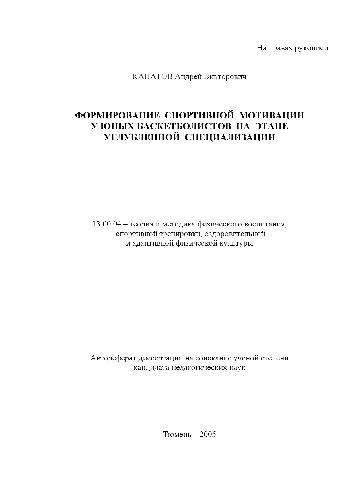 На правах рукописи
КАПАТОВ Андрей Викторович
ФОРМИРОВАНИЕ СПОРТИВНОЙ МОТИВАЦИИ
У ЮНЫХ БАСКЕТБОЛИСТОВ НА ЭТАПЕ
УГЛУБЛЕННОЙ СПЕЦИАЛИЗАЦИИ
13.00.04 – теория и методика физического воспитания,
спортивной тренировки, оздоровительной
и адаптивной физической культуры
Автореферат диссертации на соискание ученой степени
кандидата педагогических наук
Тюмень – 2005